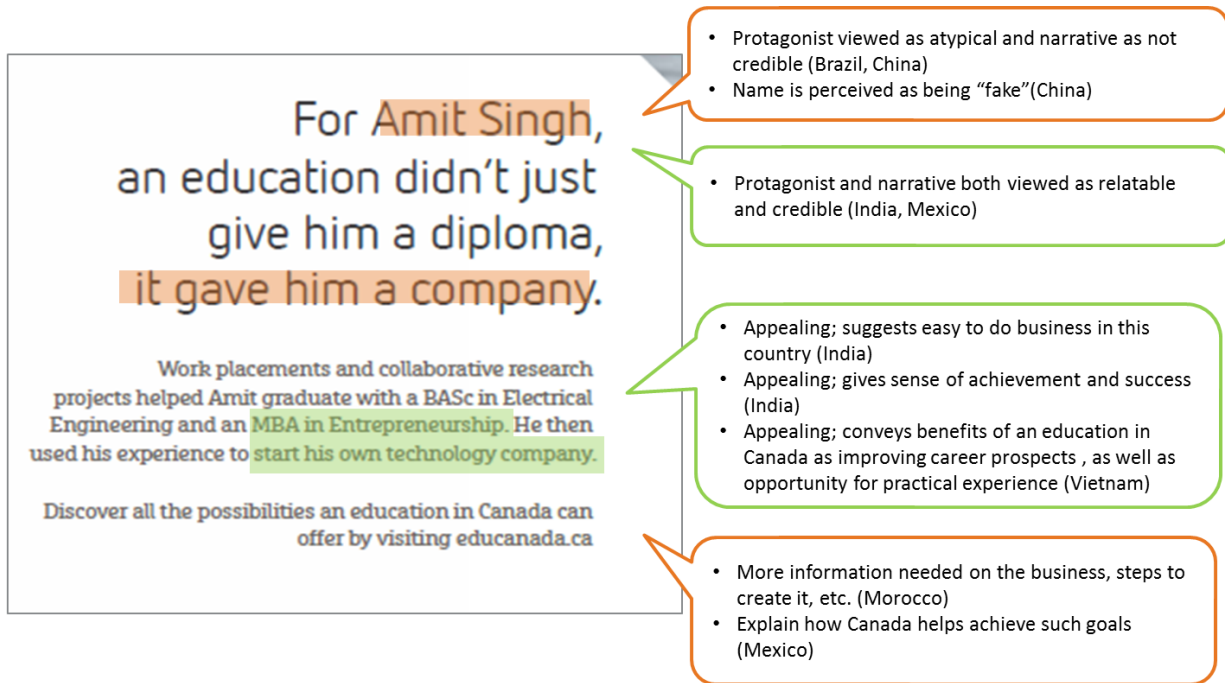 For Amit Singh,
an education didn't just
give him a diploma,
it gave him a company.
Work placements and collaborative research
projects helped Amit graduate with a BASc in Electrical
Engineering and an MBA in Entrepreneurship. He then
used his experience to start his own technology company.
Discover all the possibilities an education in Canada can
offer by visiting educanada.ca
• Protagonist viewed as atypical and narrative as not
credible (Brazil, China)
• Name is perceived as being “fake”(China)
• Protagonist and narrative both viewed as relatable
and credible (India, Mexico)
• Appealing; suggests easy to do business in this
country (India)
• Appealing; gives sense of achievement and success
(India)
• Appealing; conveys benefits of an education in
Canada as improving career prospects , as well as
opportunity for practical experience (Vietnam)
• More information needed on the business, steps to
create it, etc. (Morocco)
• Explain how Canada helps achieve such goals
(Mexico)